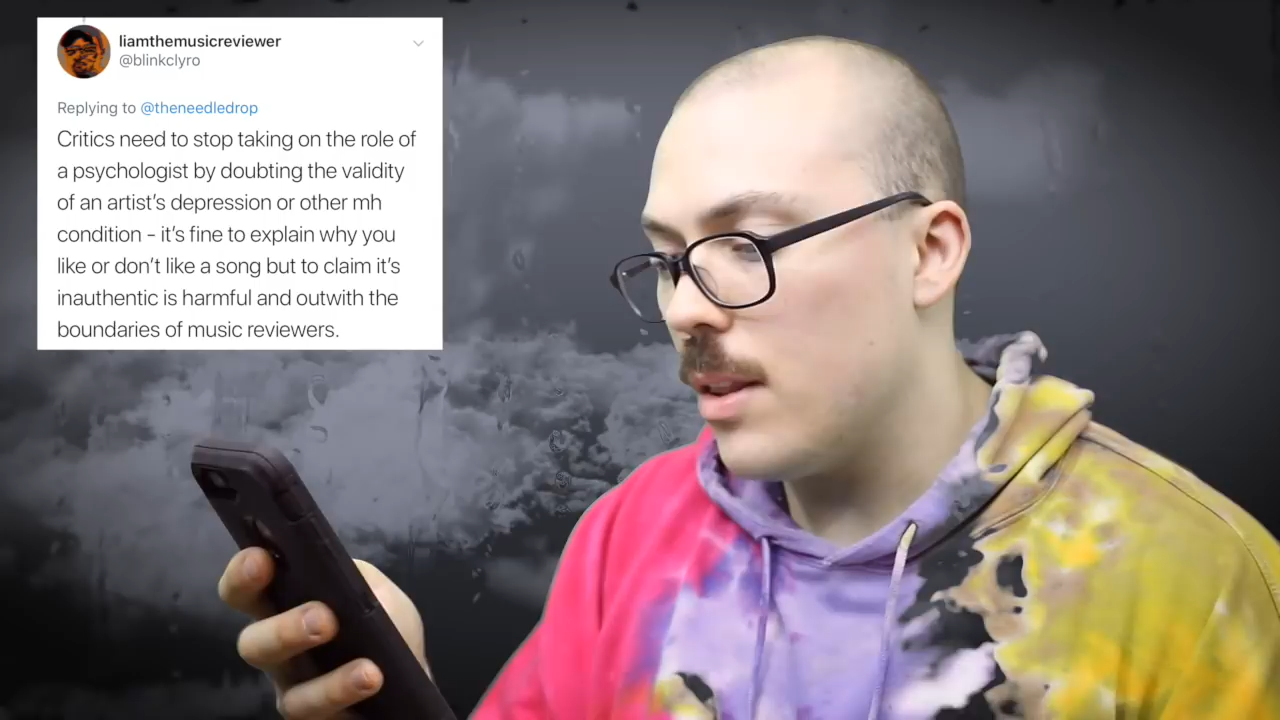 liamthemusicreviewer
@blinkclyro
Replying to @theneedledrop
Critics need to stop taking on the role of
a psychologist by doubting the validity
of an artist's depression or other mh
condition - it's fine to explain why you
like or don't like a song but to claim it's
inauthentic is harmful and outwith the
boundaries of music reviewers.